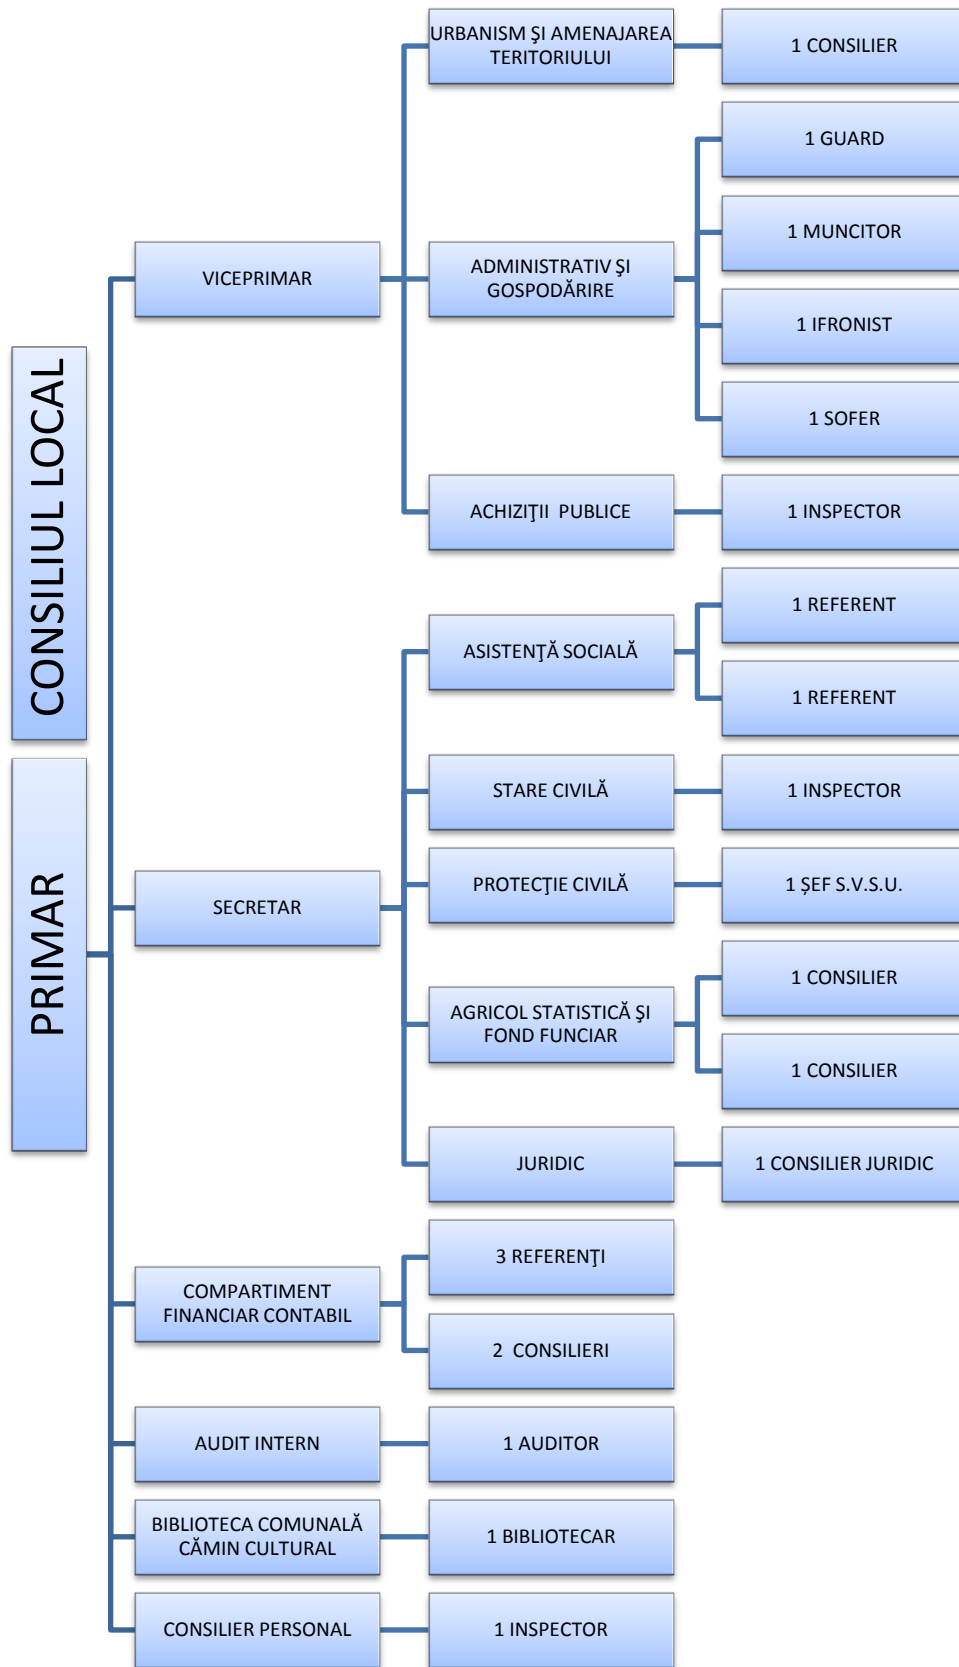 CONSILIUL LOCAL
PRIMAR
VICEPRIMAR
URBANISM ŞI AMENAJAREA
TERITORIULUI
1 CONSILIER
ADMINISTRATIV ŞI
GOSPODĂRIRE
1 GUARD
1 MUNCITOR
1 IFRONIST
1 SOFER
ACHIZIŢII  PUBLICE
1 INSPECTOR
SECRETAR
ASISTENŢĂ SOCIALĂ
1 REFERENT
1 REFERENT
STARE CIVILĂ
1 INSPECTOR
PROTECŢIE CIVILĂ
1 ŞEF S.V.S.U.
AGRICOL STATISTICĂ ŞI
FOND FUNCIAR
1 CONSILIER
1 CONSILIER
JURIDIC
1 CONSILIER JURIDIC
COMPARTIMENT
FINANCIAR CONTABIL
3 REFERENŢI
2  CONSILIERI
AUDIT INTERN
1 AUDITOR
BIBLIOTECA COMUNALĂ
CĂMIN CULTURAL
1 BIBLIOTECAR
CONSILIER PERSONAL
1 INSPECTOR